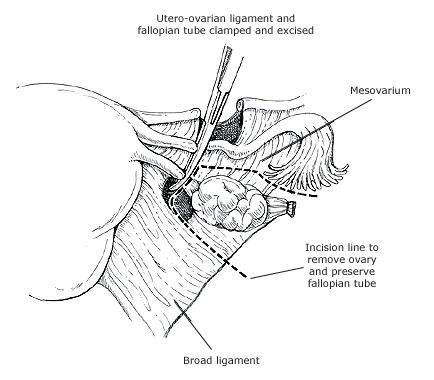 Utero-ovarian ligament and
fallopian tube clamped and excised
Mesovarium
Incision line to
remove ovary
and preserve
fallopian tube
Broad ligament